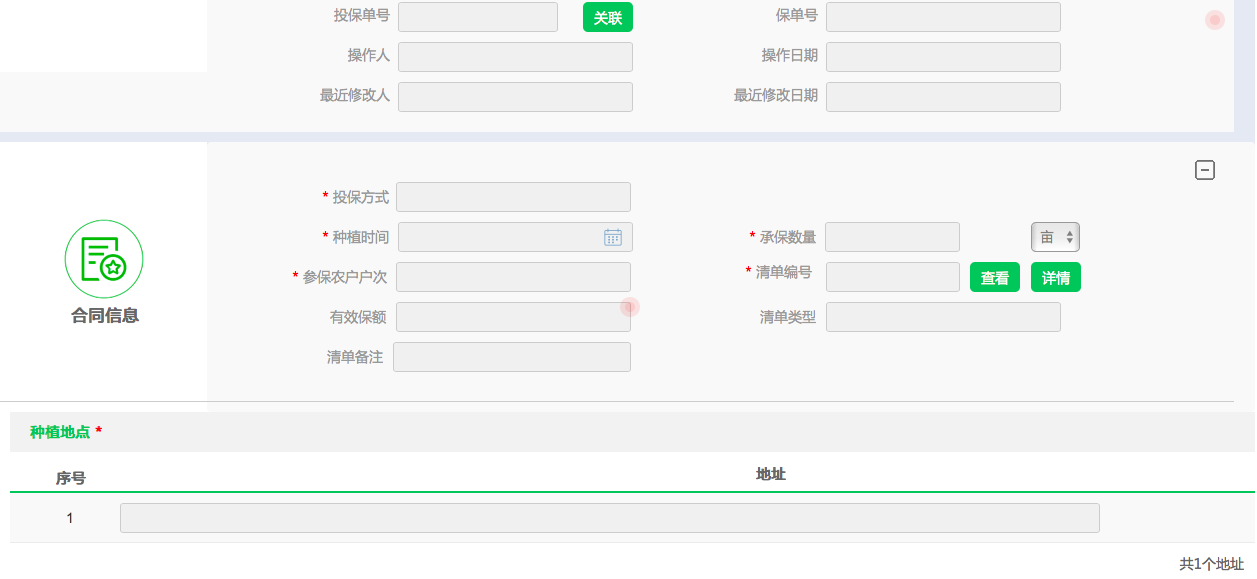 投保单号 关联 保单号
操作人 操作日期
最近修改人 最近修改日期
* 投保方式
* 种植时间 * 承保数量 亩
* 参保农户户次 * 清单编号 查看 详情
有效保额 清单类型
清单备注
合同信息
种植地点 *
序号 地址
1
共1个地址